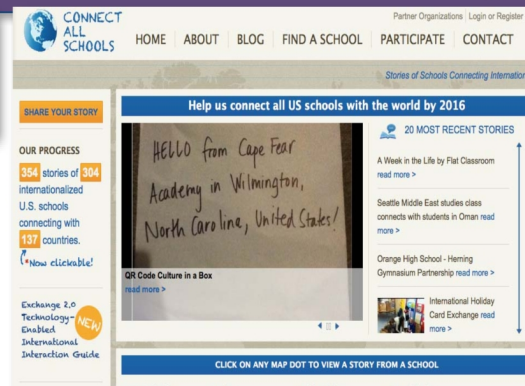 CONNECT
ALL
SCHOOLS
Partner Organizations Login or Register
HOME ABOUT BLOG FIND A SCHOOL PARTICIPATE CONTACT
Stories of Schools Connecting Internation
SHARE YOUR STORY
OUR PROGRESS
354 stories of 304
internationalized
U.S. schools
connecting with
137 countries.
*Now clickable!
Exchange 2.0
Technology-
Enabled
International
Interaction Guide
NEW
Help us connect all US schools with the world by 2016
HELLO from Cape Fear
Academy in Wilmington,
North Carolina, United States!
QR Code Culture in a Box
read more >
20 MOST RECENT STORIES
A Week in the Life by Flat Classroom
read more >
Seattle Middle East studies class
connects with students in Oman read
more >
Orange High School - Herning
Gymnasium Partnership read more >
International Holiday
Card Exchange read
more >
CLICK ON ANY MAP DOT TO VIEW A STORY FROM A SCHOOL